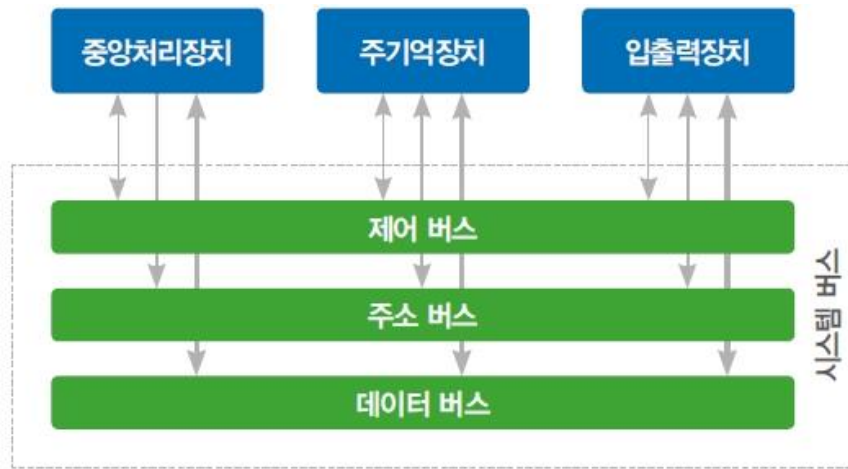 중앙처리장치
주기억장치
입출력장치
제어 버스
주소 버스
데이터 버스
시스템 버스